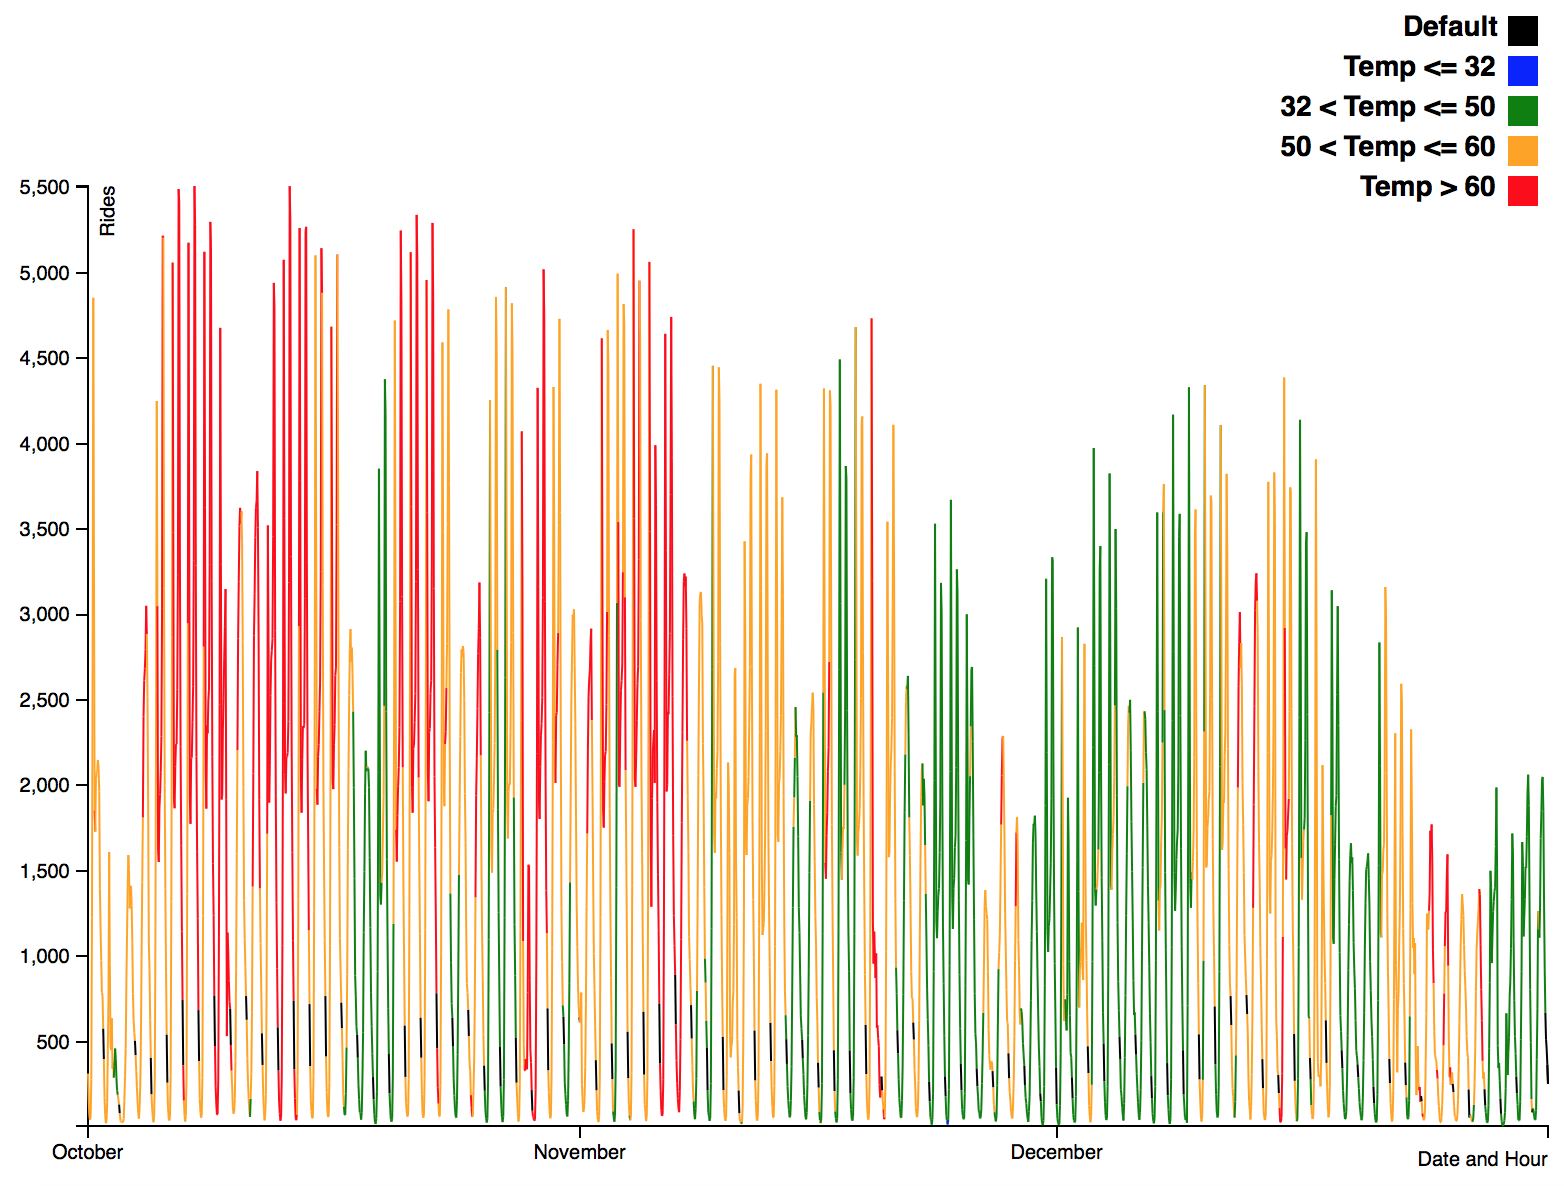 Default
Temp <= 32
32 < Temp <= 50
50 < Temp <= 60
Temp > 60
Rides
5,500
5,000
4,500
4,000
3,500
3,000
2,500
2,000
1,500
1,000
500
October
November
December
Date and Hour